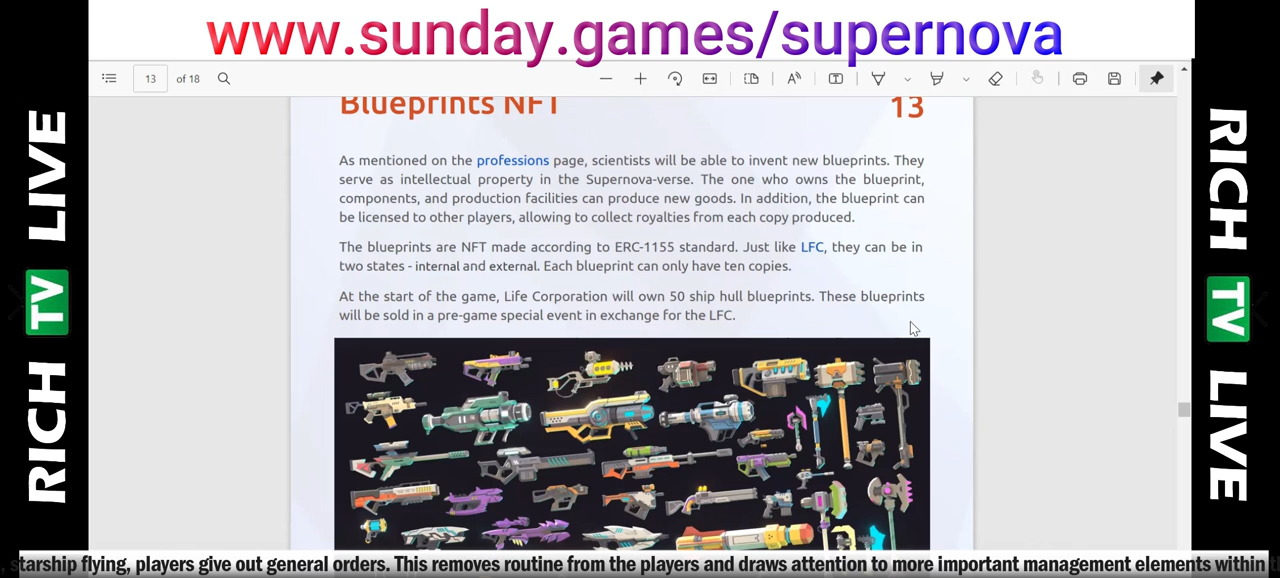 www.sunday.games/supernova
13 of 18
Blueprints NFT 13
As mentioned on the professions page, scientists will be able to invent new blueprints. They
serve as intellectual property in the Supernova-verse. The one who owns the blueprint,
components, and production facilities can produce new goods. In addition, the blueprint can
be licensed to other players, allowing to collect royalties from each copy produced.
The blueprints are NFT made according to ERC-1155 standard. Just like LFC, they can be in
two states - internal and external. Each blueprint can only have ten copies.
At the start of the game, Life Corporation will own 50 ship hull blueprints. These blueprints
will be sold in a pre-game special event in exchange for the LFC.
RICH TV LIVE
RICH TV LIVE
, starship flying, players give out general orders. This removes routine from the players and draws attention to more important management elements within